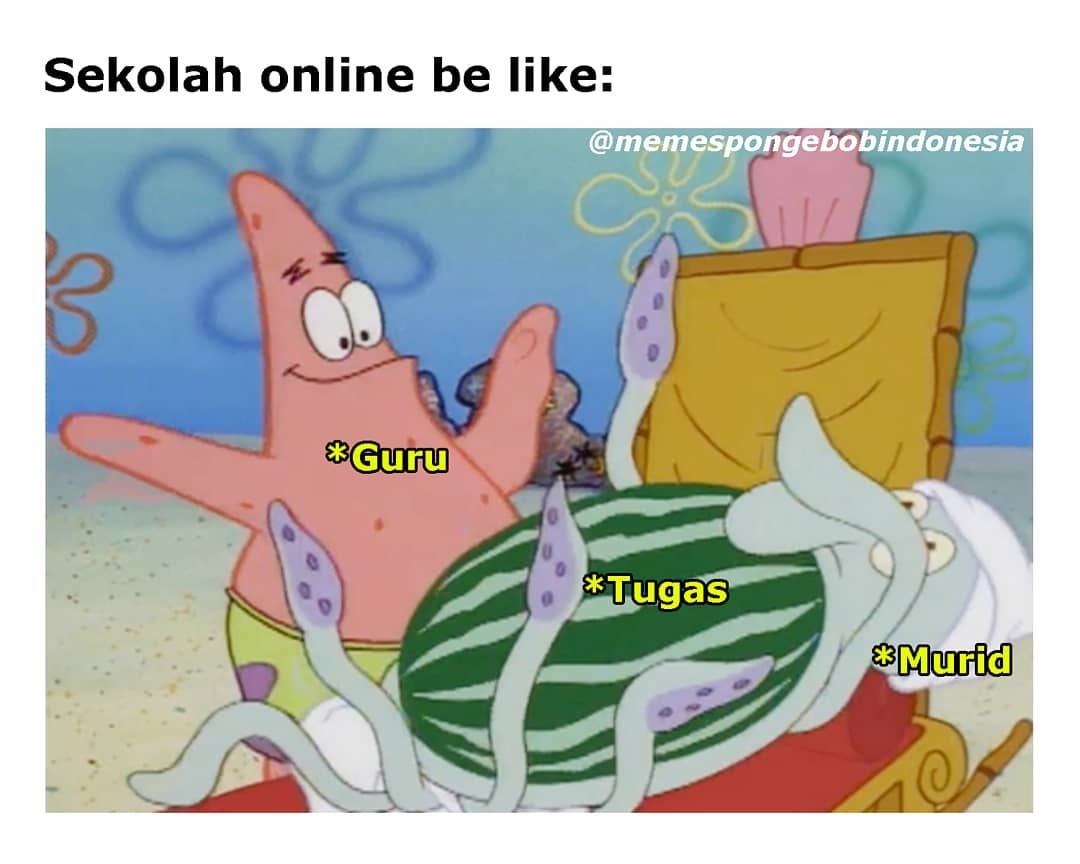 Sekolah online be like:
@memespongebobindonesia
*Guru
*Tugas
*Murid